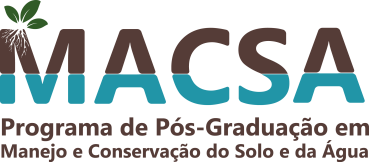 MACSA
Programa de Pós-Graduação em
Manejo e Conservação do Solo e da Água